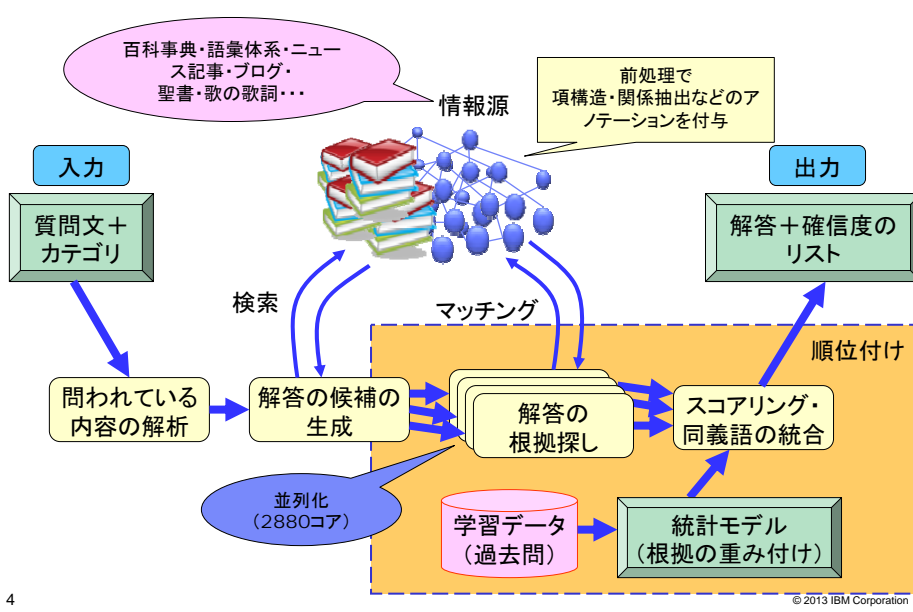 百科事典・語彙体系・ニュー
ス記事・ブログ・
聖書・歌の歌詞・・・
情報源
前処理で
項構造・関係抽出などのア
ノテーションを付与
入力
出力
質問文＋
カテゴリ
解答＋確信度の
リスト
検索
マッチング
順位付け
問われている
内容の解析
解答の候補の
生成
解答の
根拠探し
スコアリング・
同義語の統合
並列化
（2880コア）
学習データ
（過去問）
統計モデル
（根拠の重み付け）
4
© 2013 IBM Corporation